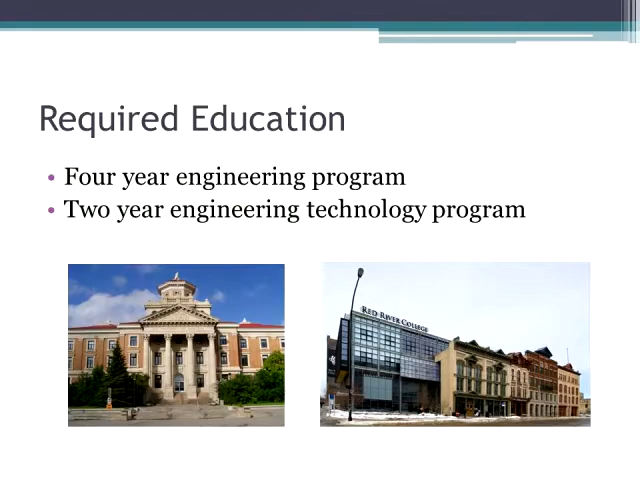 Required Education
• Four year engineering program
• Two year engineering technology program
RED RIVER COLLEGE